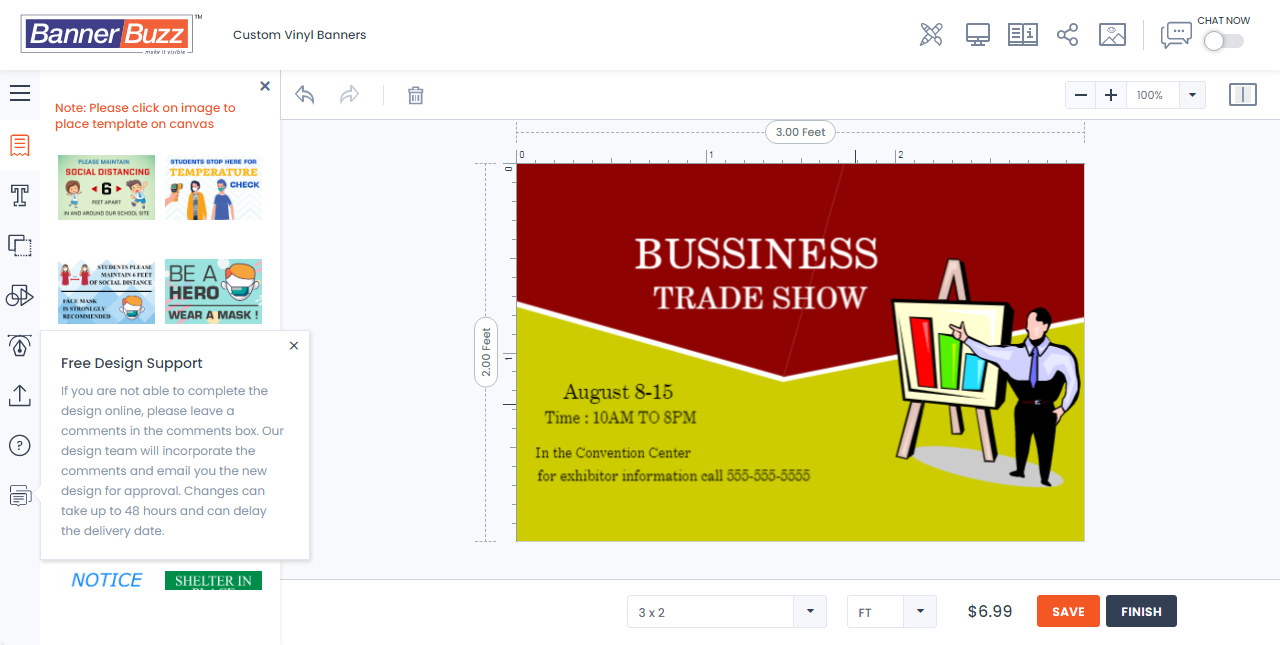 BannerBuzz™
make it visible
Custom Vinyl Banners
CHAT NOW
Note: Please click on image to
place template on canvas
PLEASE MAINTAIN
SOCIAL DISTANCING
6
FEET APART
IN AND AROUND OUR SCHOOL SITE
STUDENTS STOP HERE FOR
TEMPERATURE
CHECK
STUDENTS PLEASE
MAINTAIN 6 FEET
OF SOCIAL DISTANCE
FACE MASK
IS STRONLGLY
RECOMMENDED
BE A
HERO
WEAR A MASK !
Free Design Support
If you are not able to complete the
design online, please leave a
comments in the comments box. Our
design team will incorporate the
comments and email you the new
design for approval. Changes can
take up to 48 hours and can delay
the delivery date.
NOTICE
SHELTER IN
PLACE
100%
3.00 Feet
0 1 2
0
1
2.00 Feet
BUSSINESS
TRADE SHOW
August 8-15
Time : 10AM TO 8PM
In the Convention Center
for exhibitor information call 555-555-5555
3 x 2
FT
$6.99
SAVE
FINISH